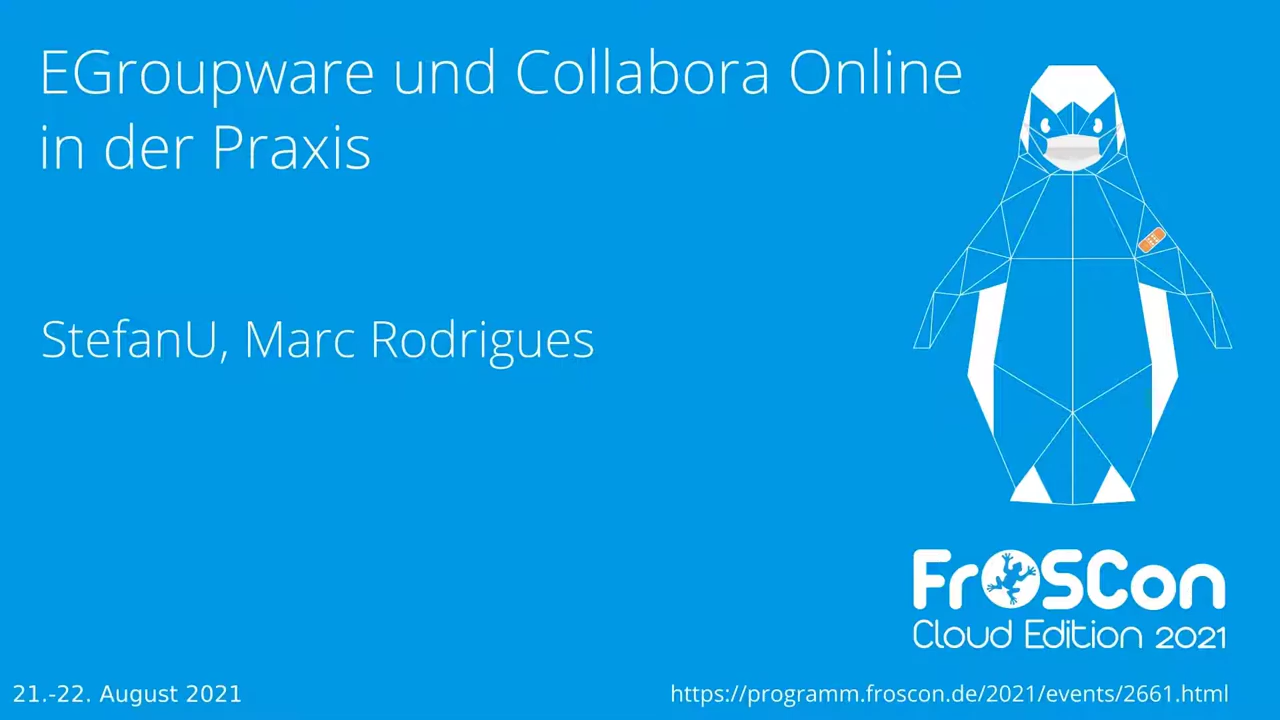 EGroupware und Collabora Online
in der Praxis
StefanU, Marc Rodrigues
FrOSCon
Cloud Edition 2021
21.-22. August 2021
https://programm.froscon.de/2021/events/2661.html